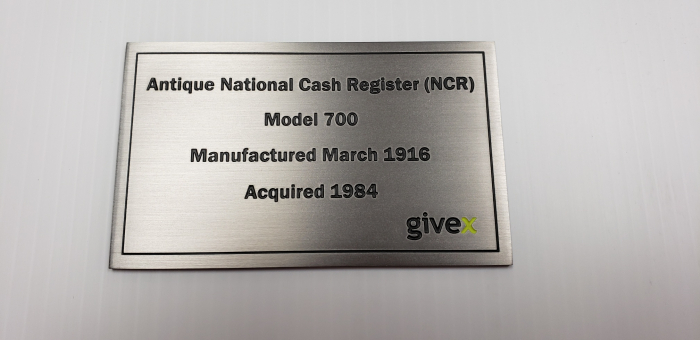 Antique National Cash Register (NCR)
Model 700
Manufactured March 1916
Acquired 1984
givex